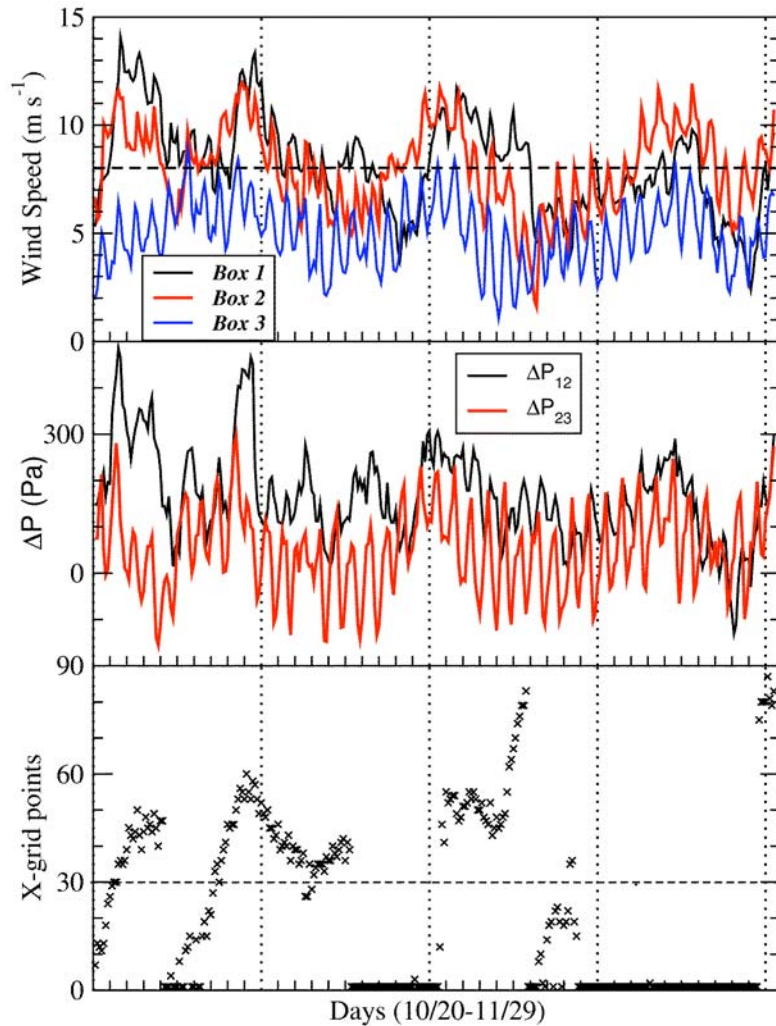 15
10
5
0
Wind Speed (m s⁻¹)
Box 1
Box 2
Box 3
300
0
ΔP (Pa)
ΔP₁₂
ΔP₂₃
90
60
30
0
X-grid points
Days (10/20-11/29)